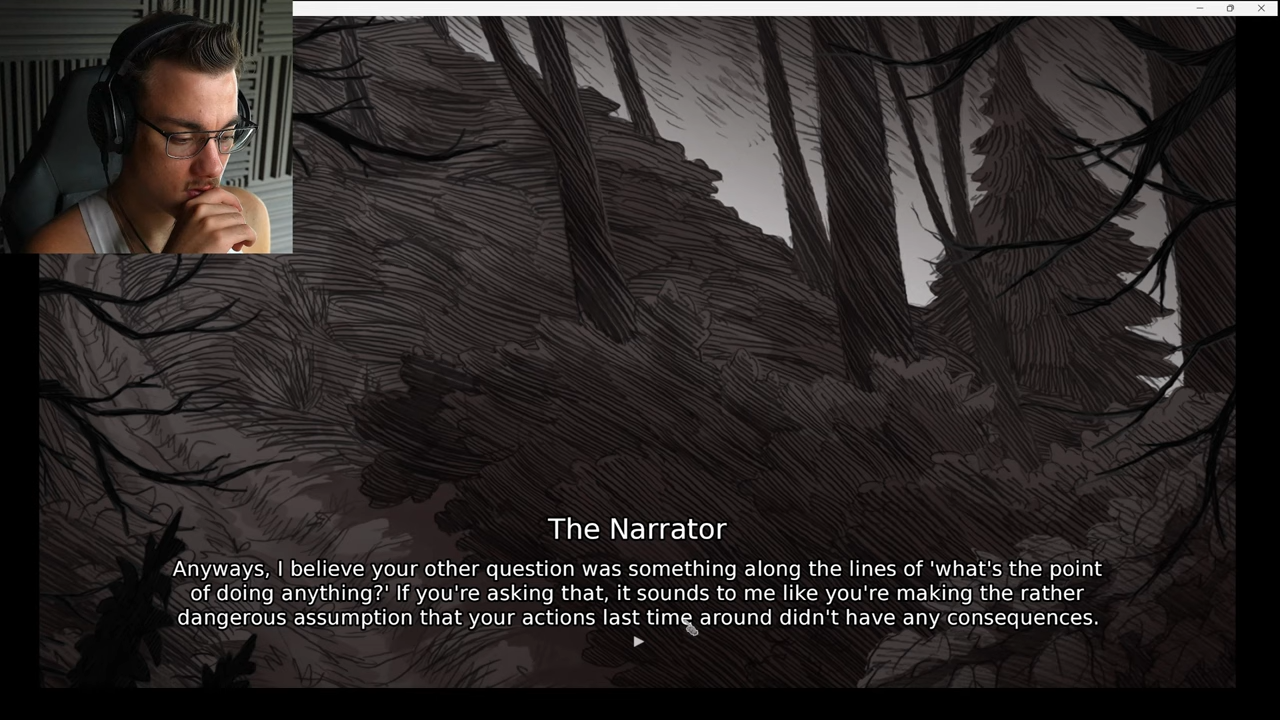 The Narrator
Anyways, I believe your other question was something along the lines of 'what's the point
of doing anything?' If you're asking that, it sounds to me like you're making the rather
dangerous assumption that your actions last time around didn't have any consequences.